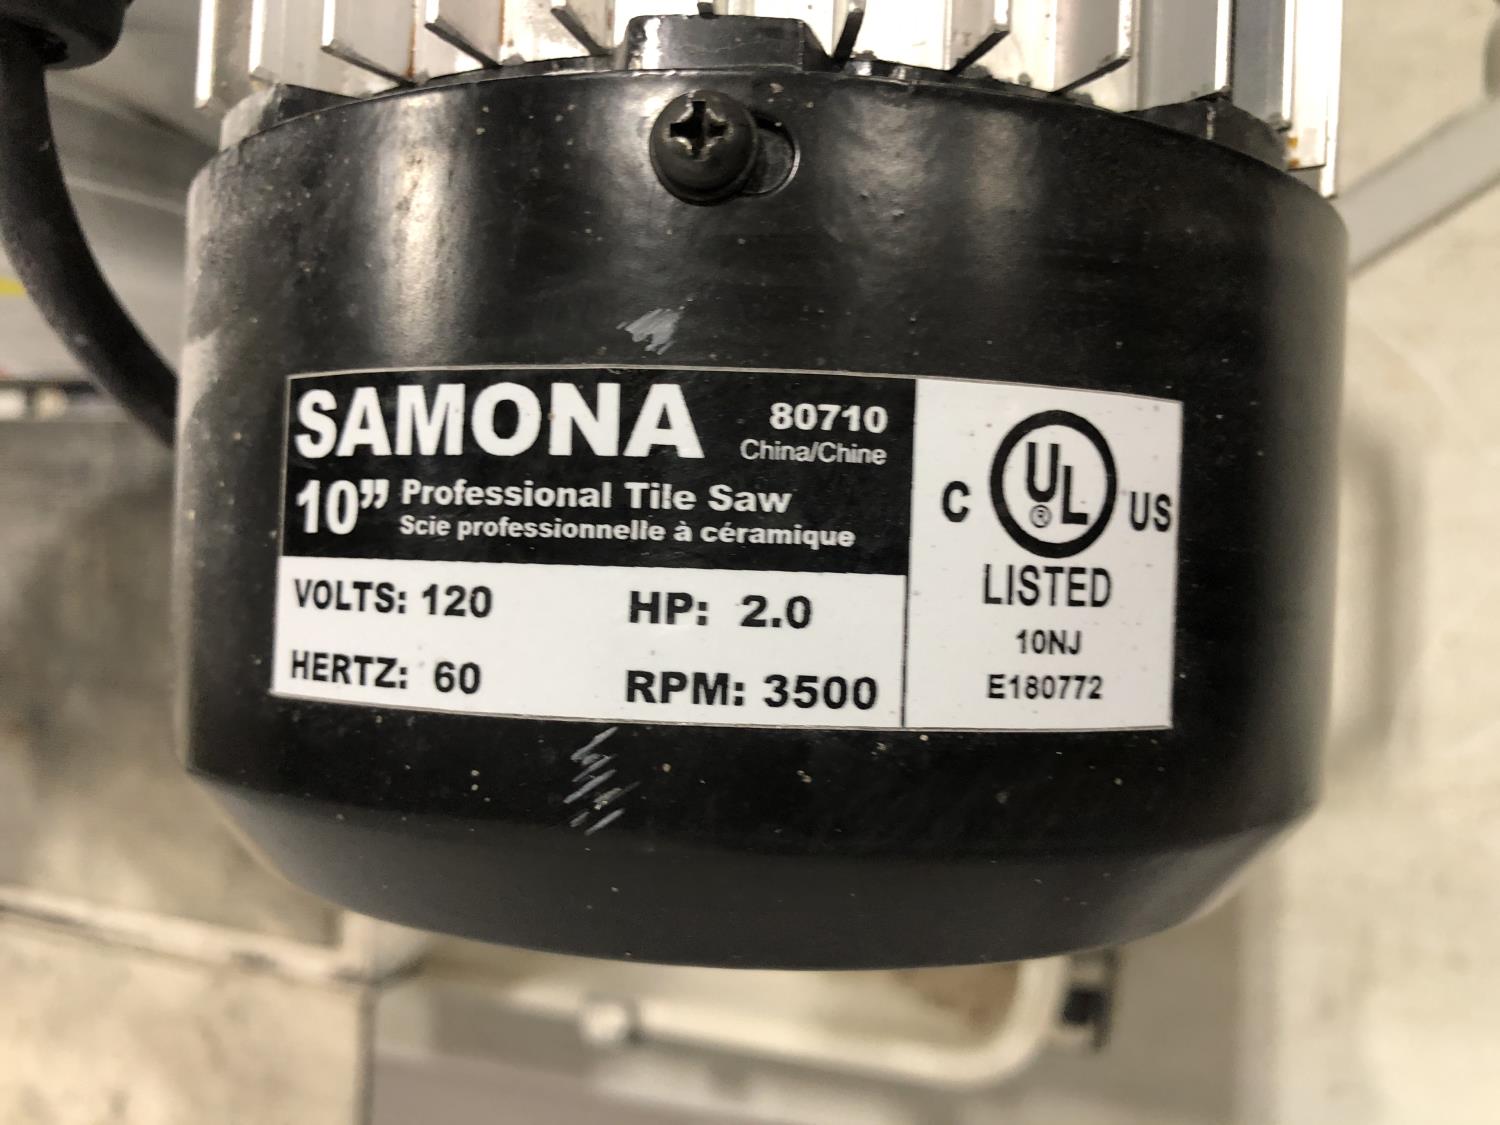 SAMONA 80710
China/Chine
10” Professional Tile Saw
Scie professionnelle à céramique
VOLTS: 120 HP: 2.0
HERTZ: 60 RPM: 3500
C UL ® US
LISTED
10NJ
E180772